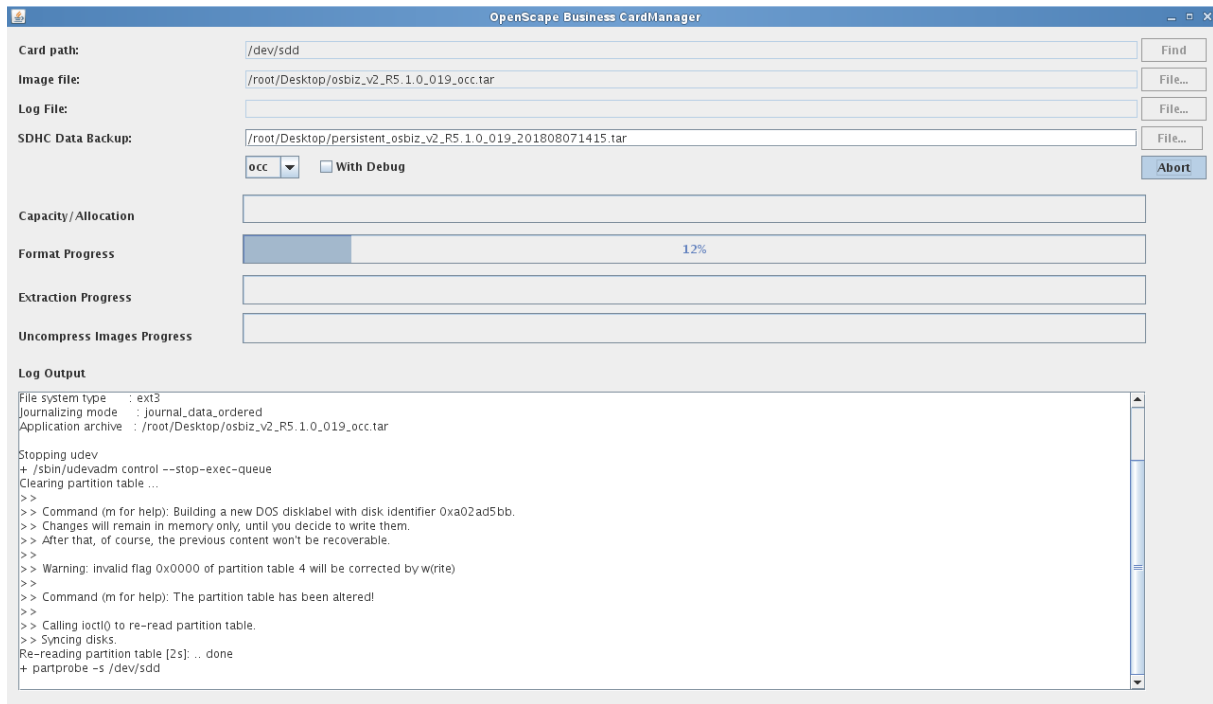 OpenScape Business CardManager
Card path: /dev/sdd Find
Image file: /root/Desktop/osbiz_v2_R5.1.0_019_occ.tar File...
Log File: File...
SDHC Data Backup: /root/Desktop/persistent_osbiz_v2_R5.1.0_019_201808071415.tar File...
occ With Debug Abort
Capacity/Allocation
Format Progress 12%
Extraction Progress
Uncompress Images Progress
Log Output
File system type : ext3
Journalizing mode : journal_data_ordered
Application archive : /root/Desktop/osbiz_v2_R5.1.0_019_occ.tar
Stopping udev
+ /sbin/udevadm control --stop-exec-queue
Clearing partition table ...
>>
>> Command (m for help): Building a new DOS disklabel with disk identifier 0xa02ad5bb.
>> Changes will remain in memory only, until you decide to write them.
>> After that, of course, the previous content won't be recoverable.
>>
>> Warning: invalid flag 0x0000 of partition table 4 will be corrected by w(rite)
>>
>> Command (m for help): The partition table has been altered!
>>
>> Calling ioctl() to re-read partition table.
>> Syncing disks.
Re-reading partition table [2s]: .. done
+ partprobe -s /dev/sdd